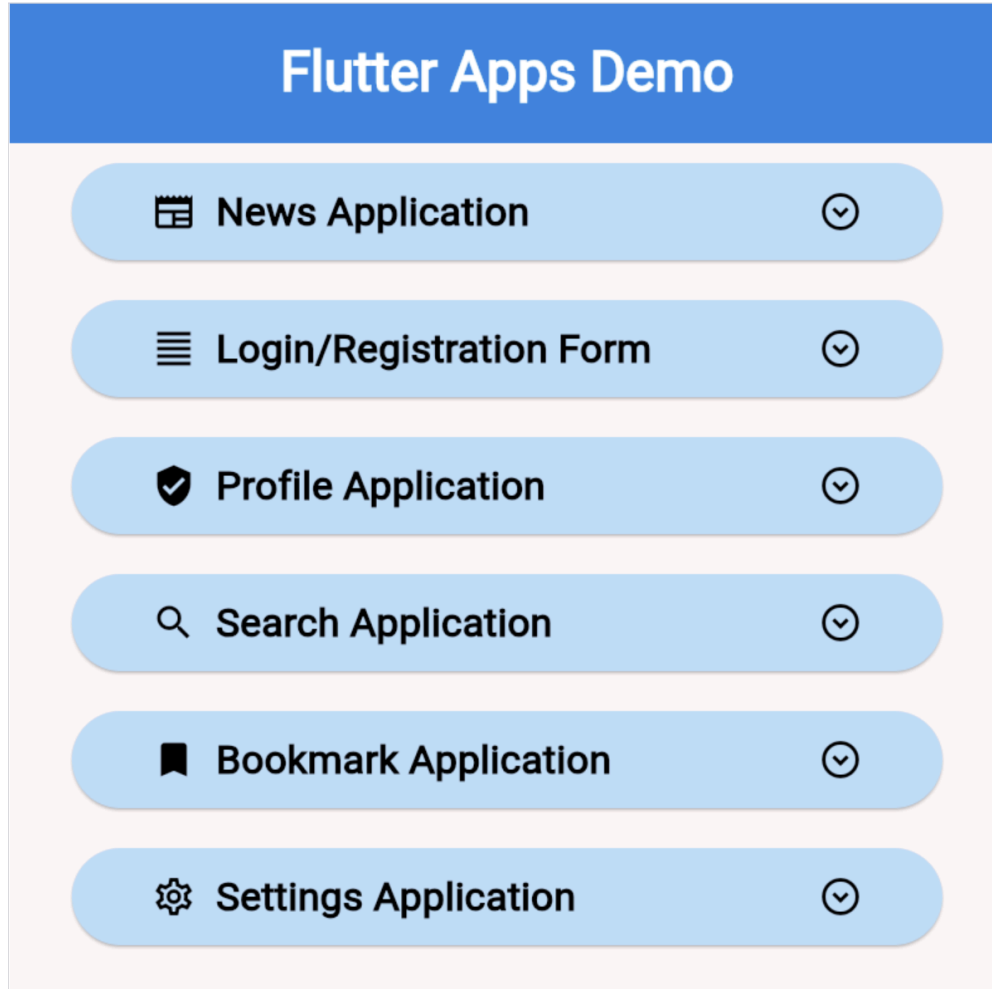 Flutter Apps Demo
News Application
Login/Registration Form
Profile Application
Search Application
Bookmark Application
Settings Application